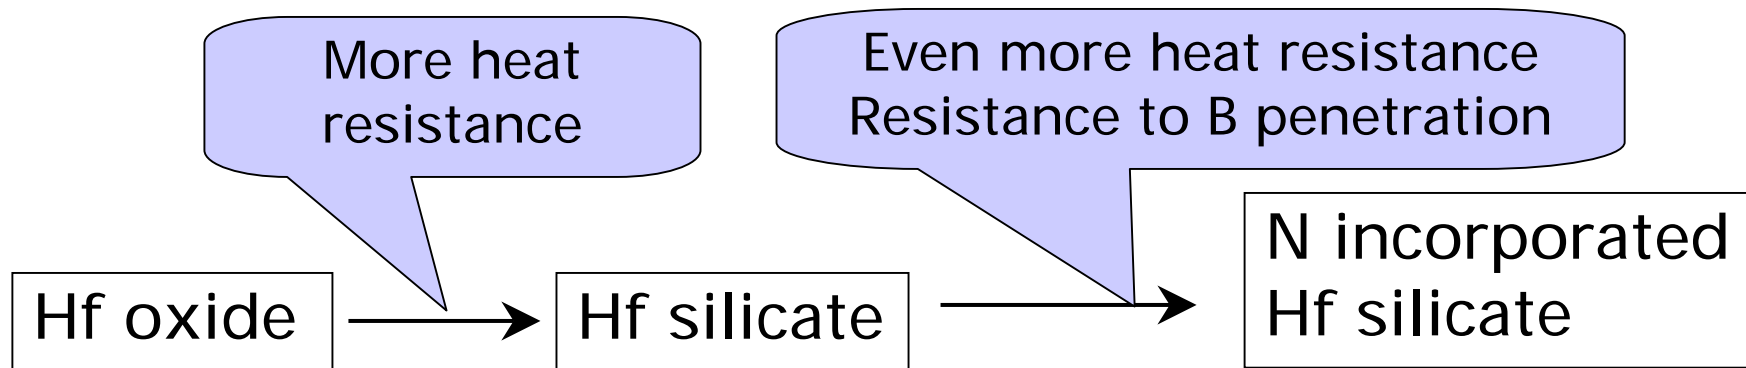 More heat
resistance
Even more heat resistance
Resistance to B penetration
Hf oxide
Hf silicate
N incorporated
Hf silicate